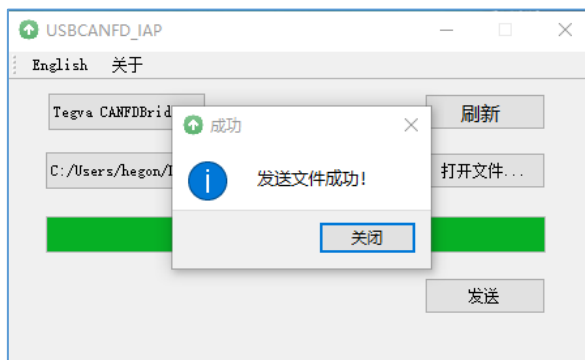 USBCANFD_IAP
English 关于
Tegva CANFDBrid
刷新
成功
C:/Users/hegon/
打开文件...
发送文件成功!
关闭
发送